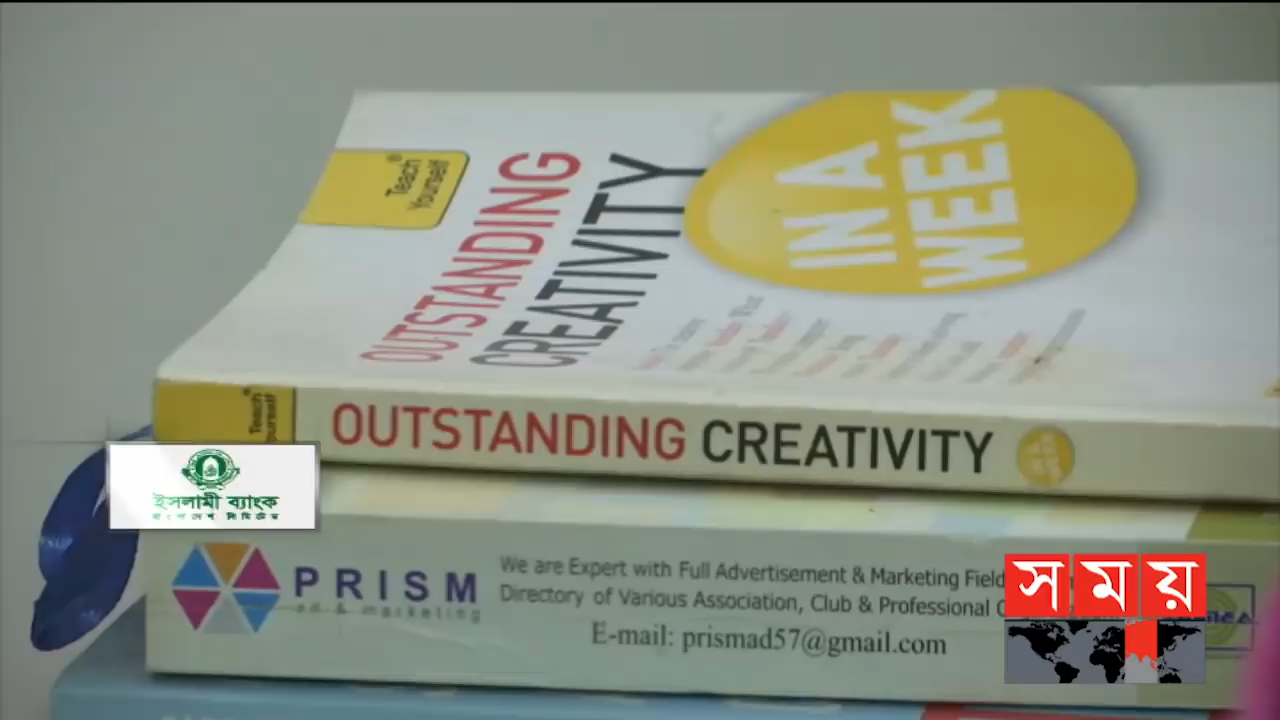 Teach
Yourself
OUTSTANDING
CREATIVITY
IN A
WEEK
Teach
Yourself
OUTSTANDING CREATIVITY
ইসলামী ব্যাংক
PRISM
ad & marketing
We are Expert with Full Advertisement & Marketing Field
Directory of Various Association, Club & Professional
E-mail: prismad57@gmail.com
সময়